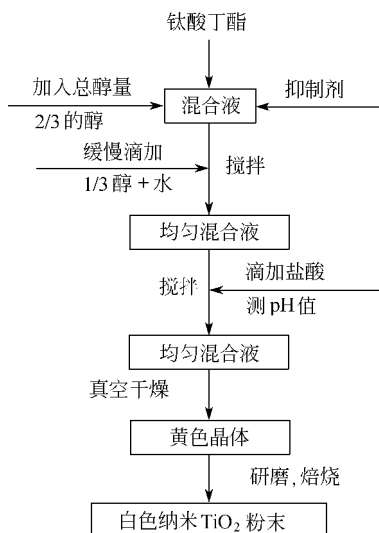 钛酸丁酯
加入总醇量
2/3的醇
混合液
抑制剂
缓慢滴加
1/3醇+水
搅拌
均匀混合液
搅拌
滴加盐酸
测pH值
均匀混合液
真空干燥
黄色晶体
研磨,焙烧
白色纳米TiO₂粉末